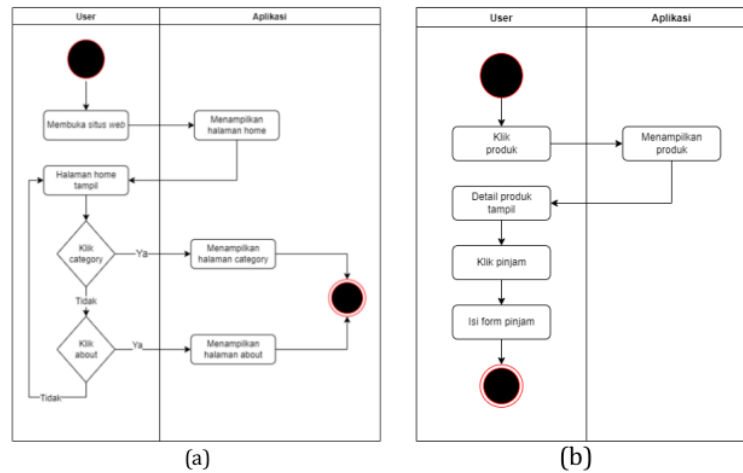 User
Aplikasi
Membuka situs web
Menampilkan
halaman home
Halaman home
tampil
Klik
category
Ya
Menampilkan
halaman category
Tidak
Klik
about
Ya
Menampilkan
halaman about
Tidak
(a)
User
Aplikasi
Klik
produk
Menampilkan
produk
Detail produk
tampil
Klik pinjam
Isi form pinjam
(b)